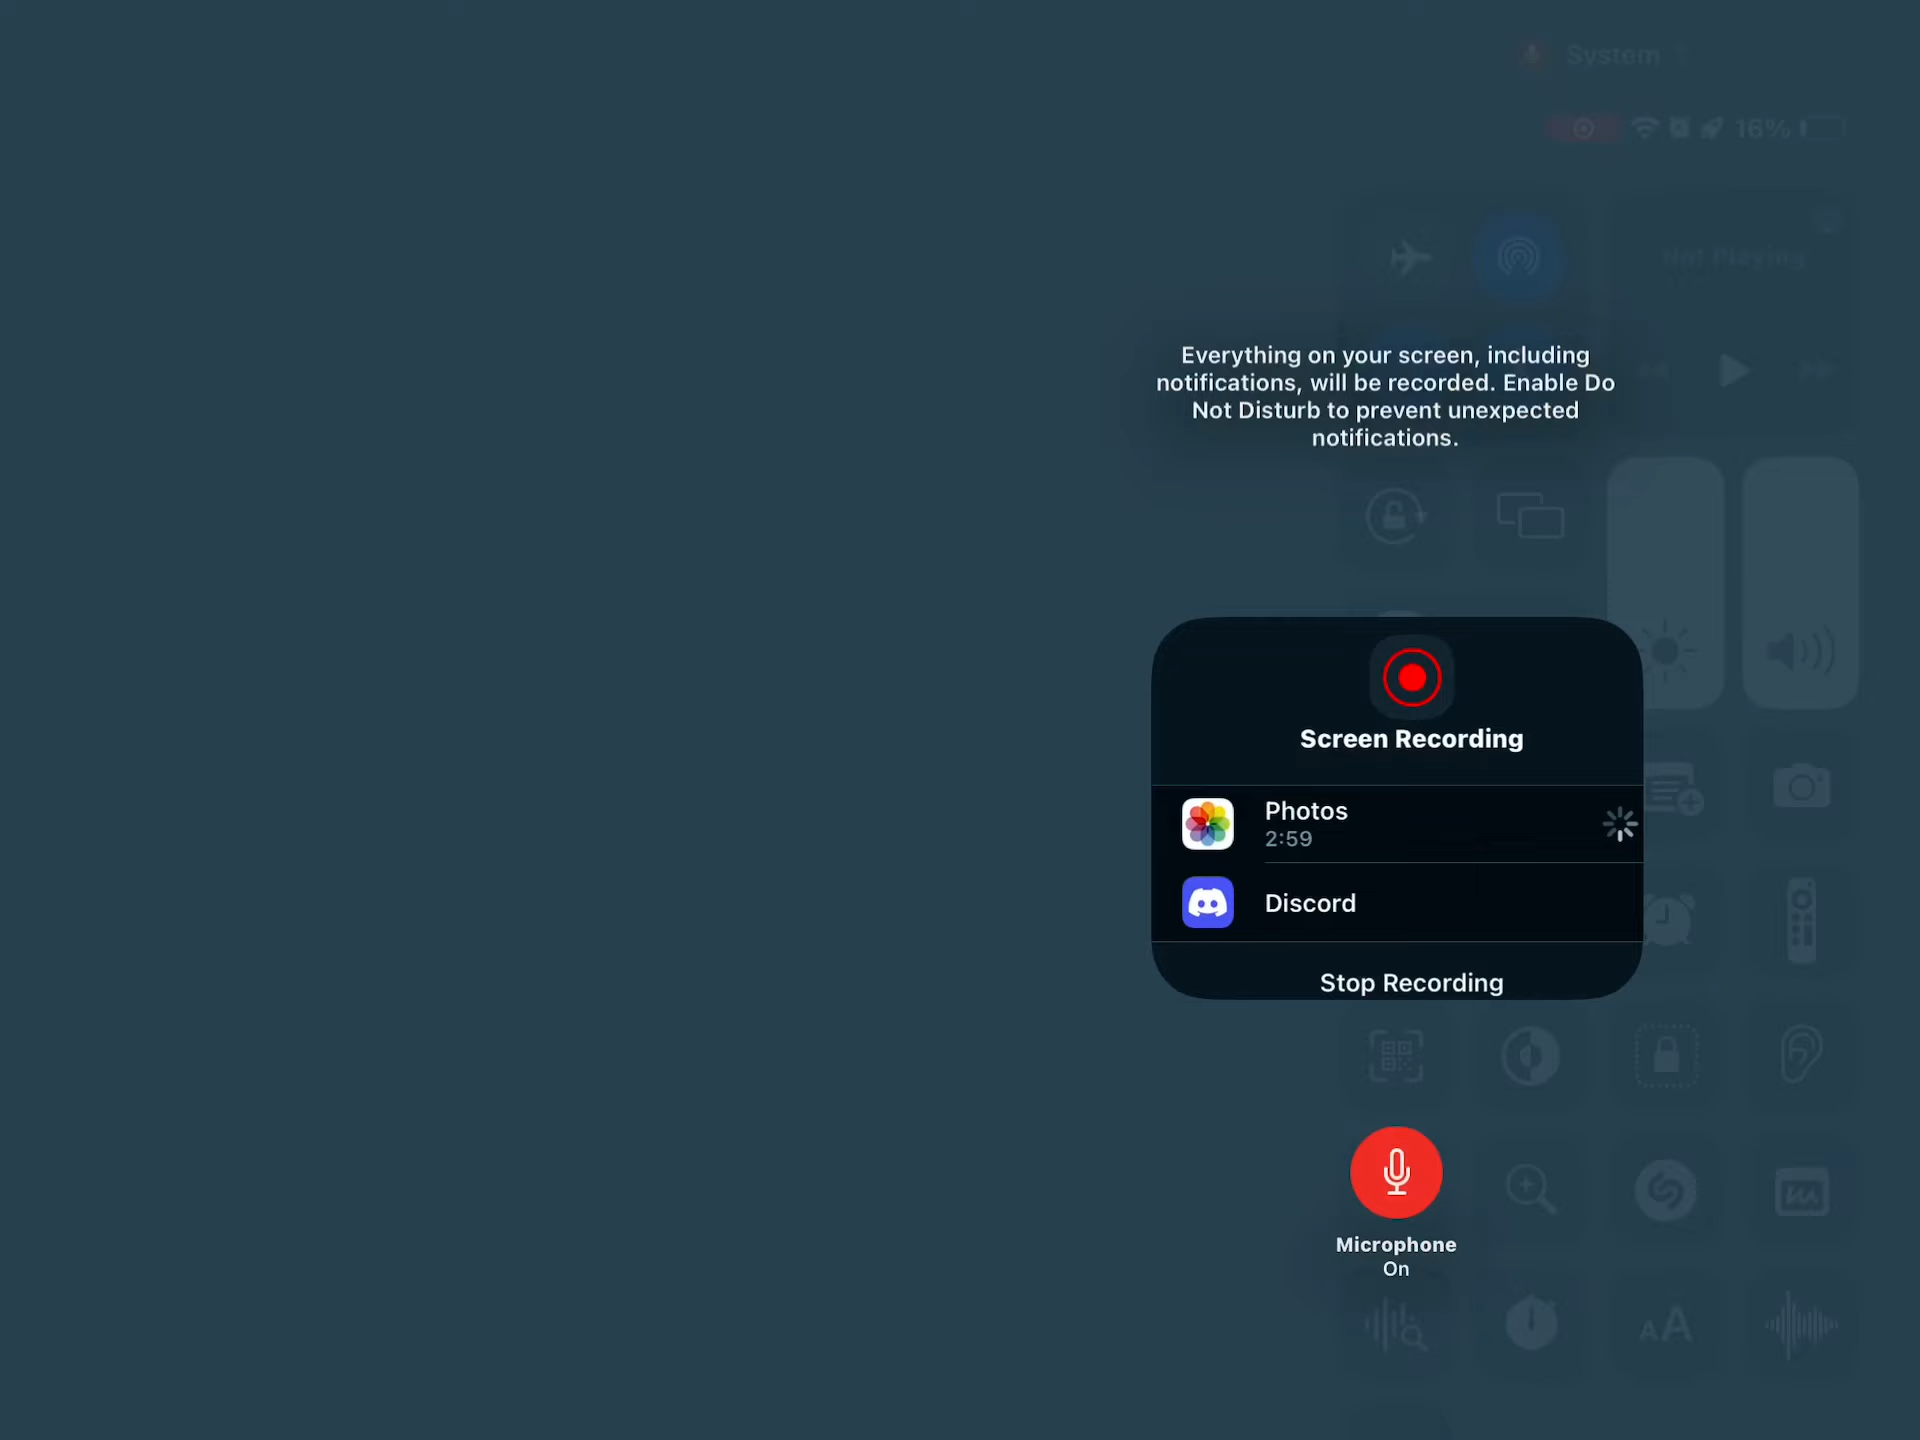 System
16%
Not Playing
Everything on your screen, including
notifications, will be recorded. Enable Do
Not Disturb to prevent unexpected
notifications.
Screen Recording
Photos
2:59
Discord
Stop Recording
Microphone
On
AA